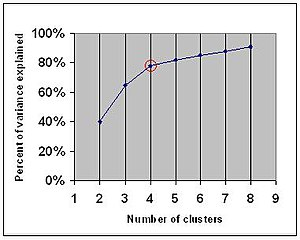 Percent of variance explained
100%
80%
60%
40%
20%
0%
1 2 3 4 5 6 7 8 9
Number of clusters